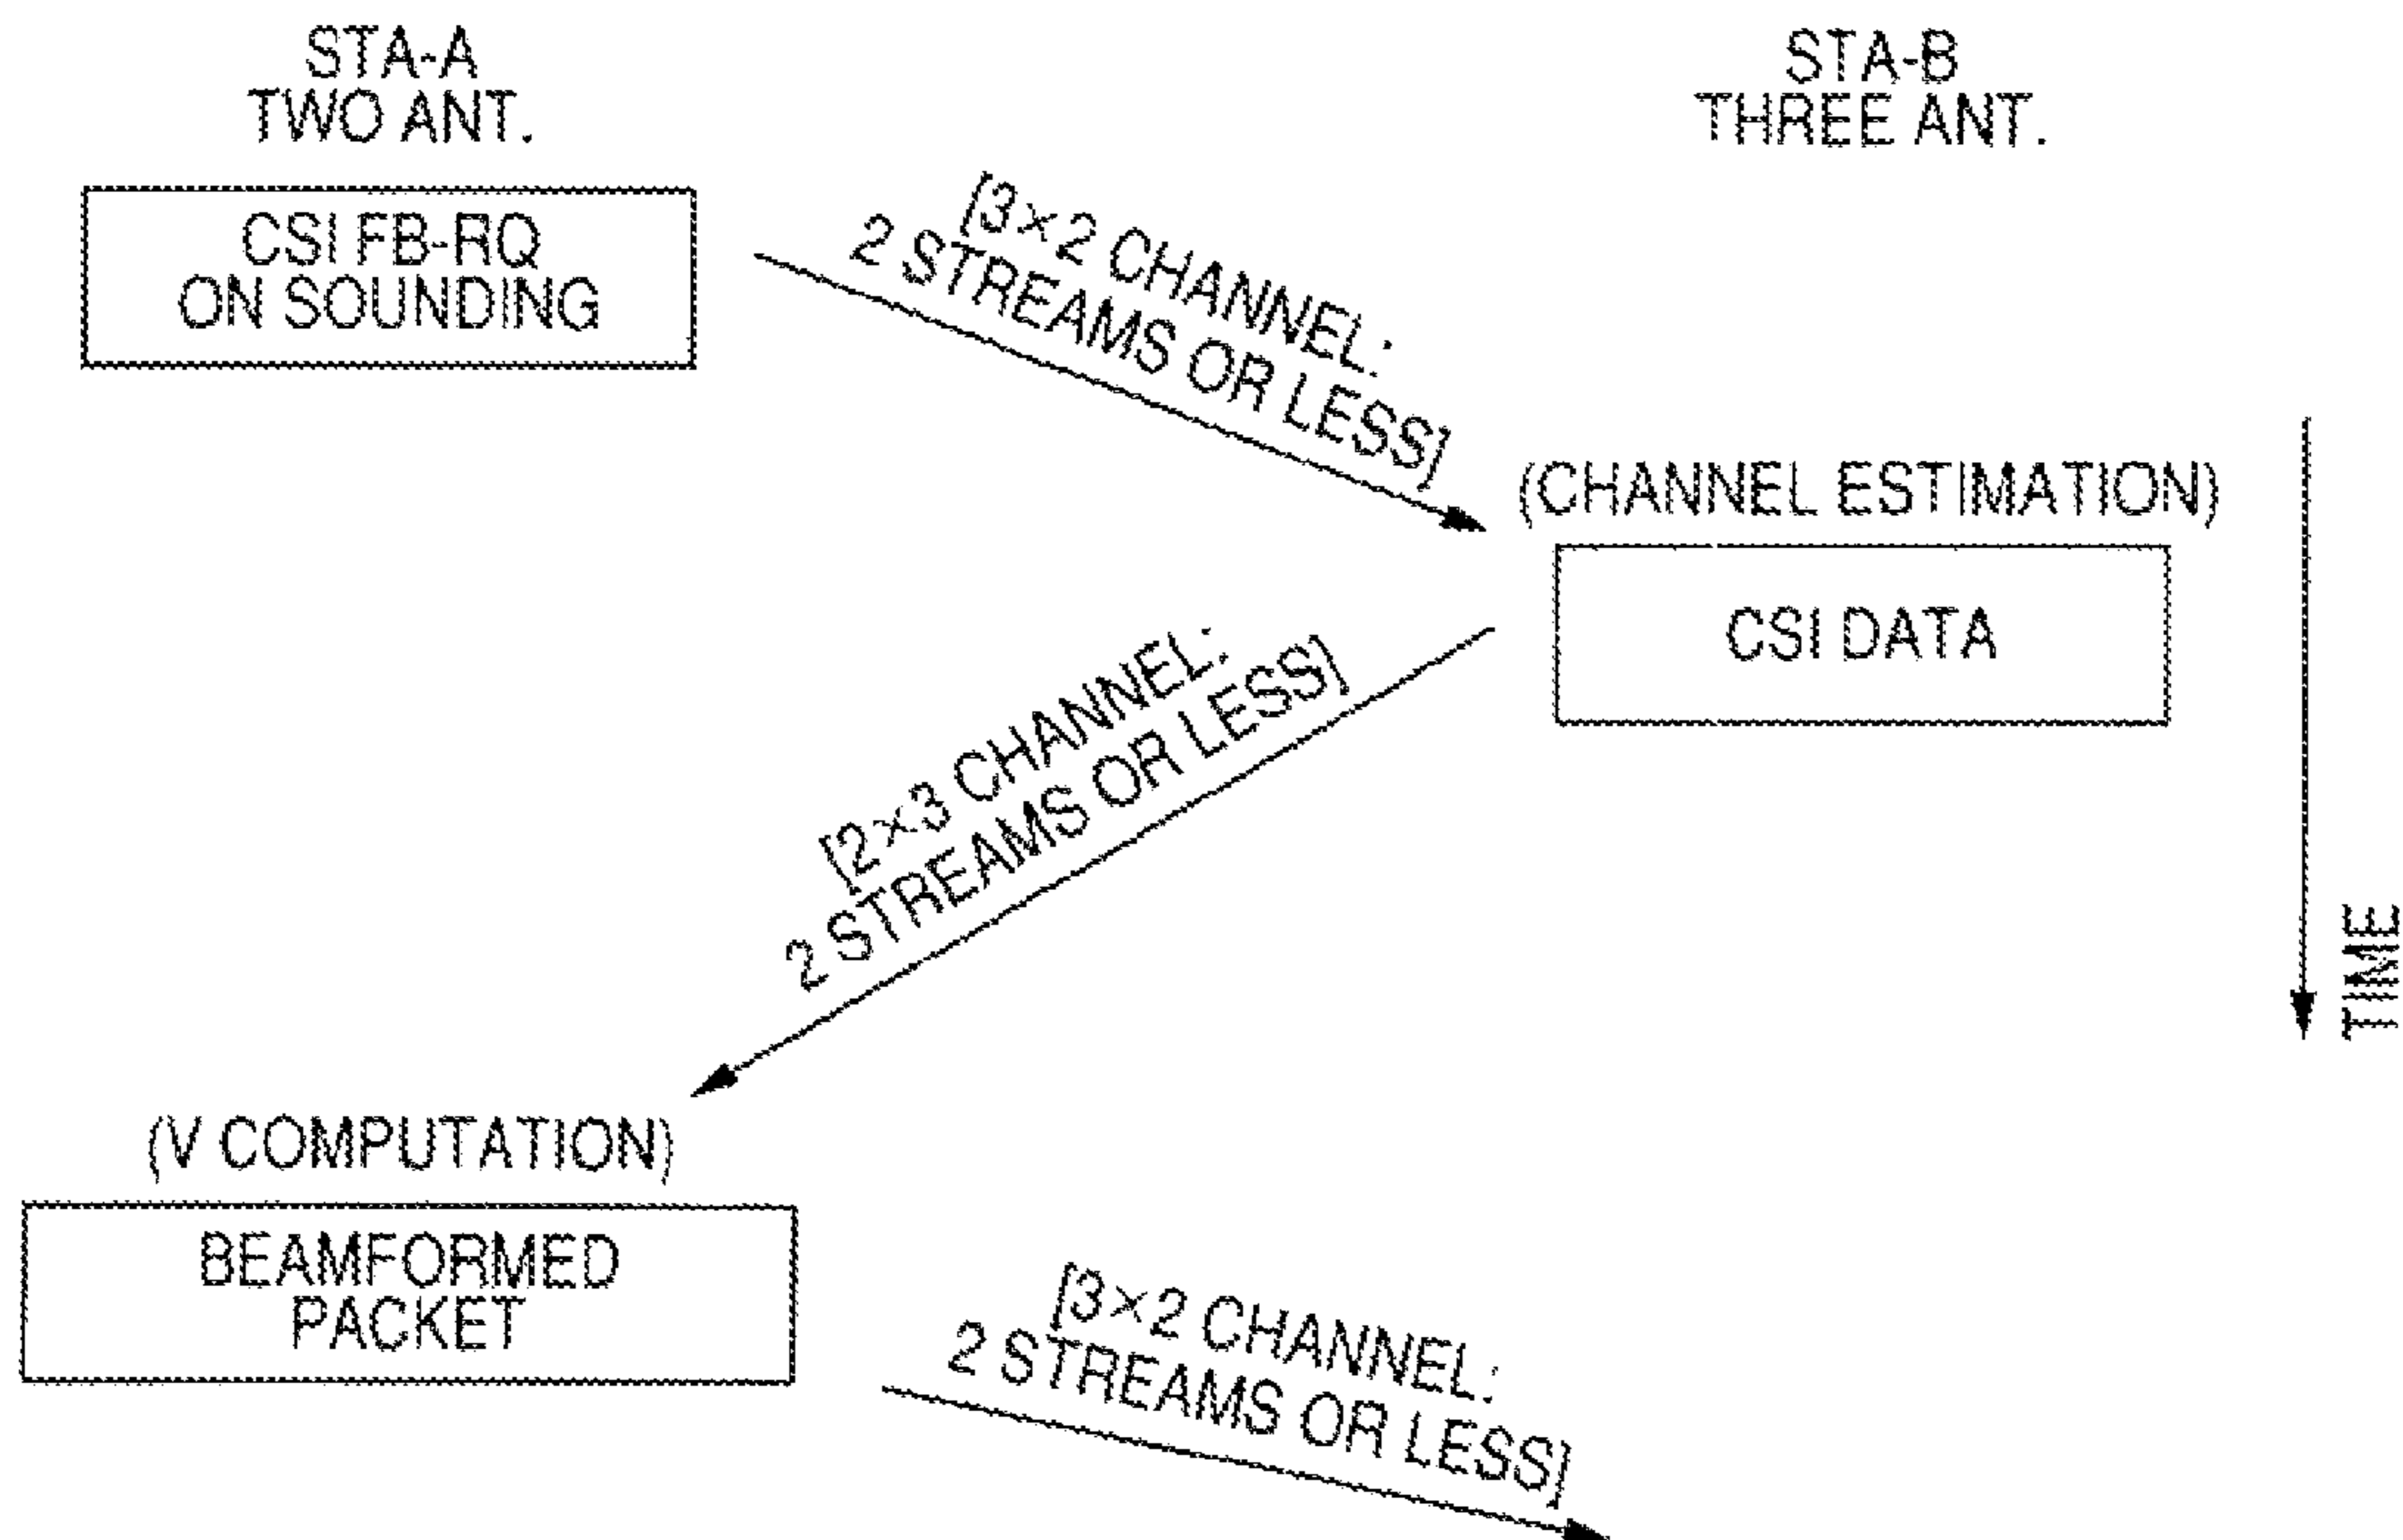 STA-A
TWO ANT.
STA-B
THREE ANT.
CSI FB-RQ
ON SOUNDING
[3×2 CHANNEL:
2 STREAMS OR LESS]
(CHANNEL ESTIMATION)
CSI DATA
[2×3 CHANNEL:
2 STREAMS OR LESS]
TIME
(V COMPUTATION)
BEAMFORMED
PACKET
[3×2 CHANNEL:
2 STREAMS OR LESS]